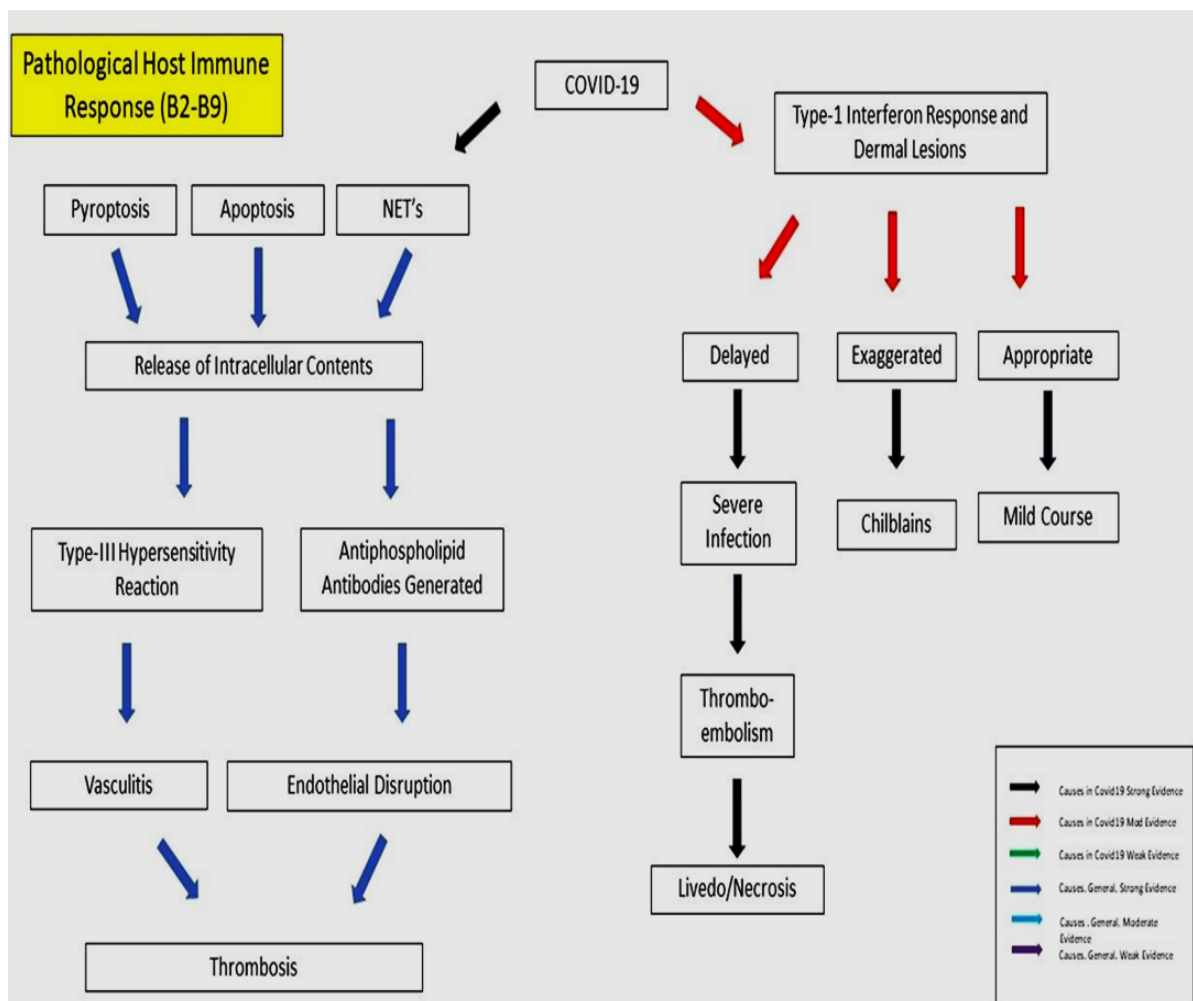 Pathological Host Immune
Response (B2-B9)
COVID-19
Type-1 Interferon Response and
Dermal Lesions
Pyroptosis
Apoptosis
NET's
Release of Intracellular Contents
Delayed
Exaggerated
Appropriate
Type-III Hypersensitivity
Reaction
Antiphospholipid
Antibodies Generated
Severe
Infection
Chilblains
Mild Course
Thrombo-
embolism
Vasculitis
Endothelial Disruption
Livedo/Necrosis
Thrombosis
Causes in Covid19 Strong Evidence
Causes in Covid19 Mod Evidence
Causes in Covid19 Weak Evidence
Causes. General. Strong Evidence
Causes . General. Moderate
Evidence
Causes. General. Weak Evidence